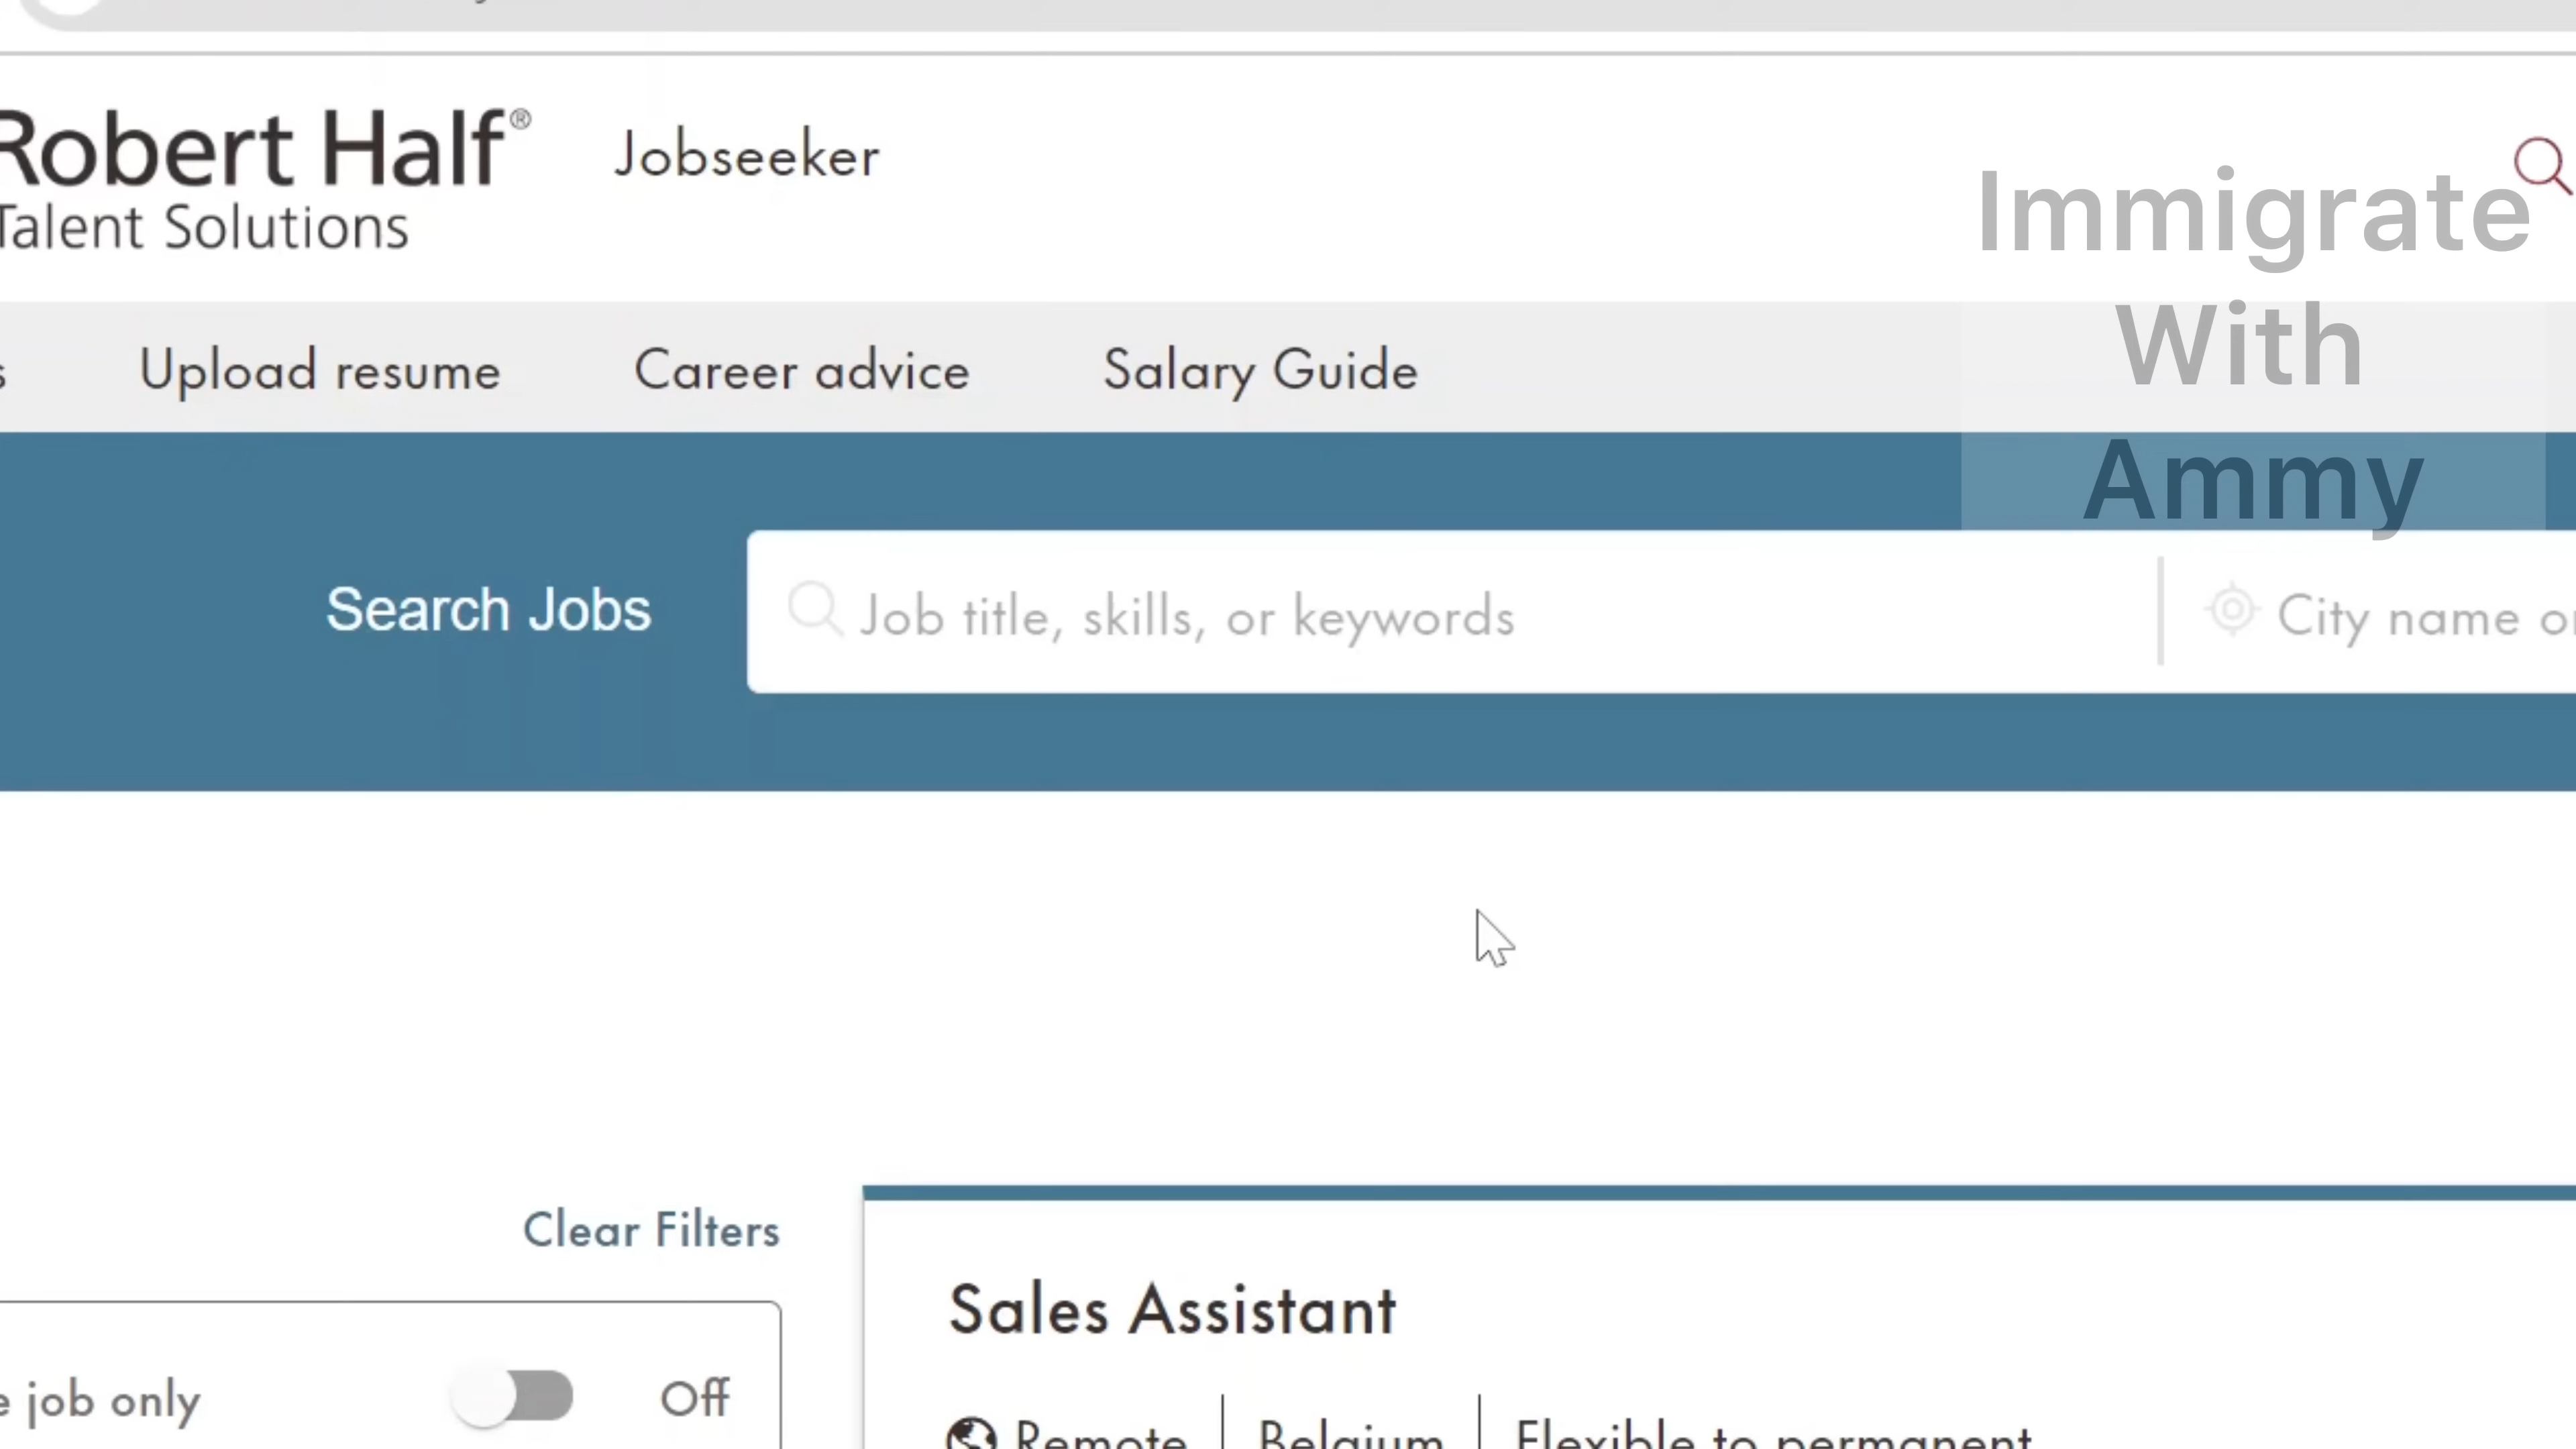 Robert Half®
Jobseeker
Talent Solutions
Immigrate
With
Ammy
s
Upload resume
Career advice
Salary Guide
Search Jobs
Job title, skills, or keywords
City name or
Clear Filters
Sales Assistant
e job only
Off
Remote
Belgium
Flexible to permanent